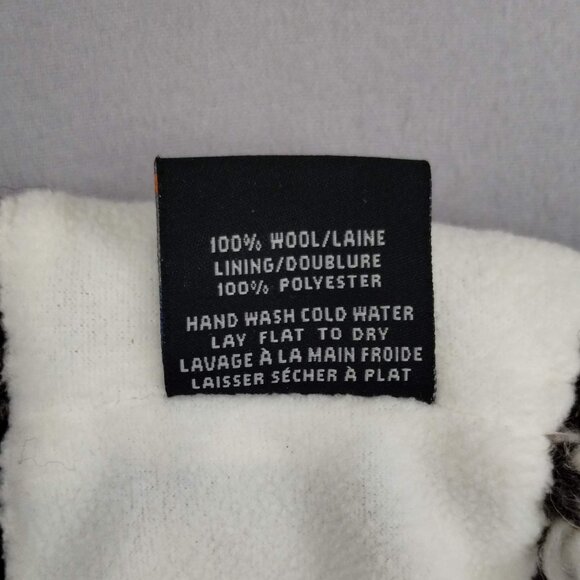 100% WOOL/LAINE
LINING/DOUBLURE
100% POLYESTER
HAND WASH COLD WATER
LAY FLAT TO DRY
LAVAGE À LA MAIN FROIDE
LAISSER SÉCHER À PLAT